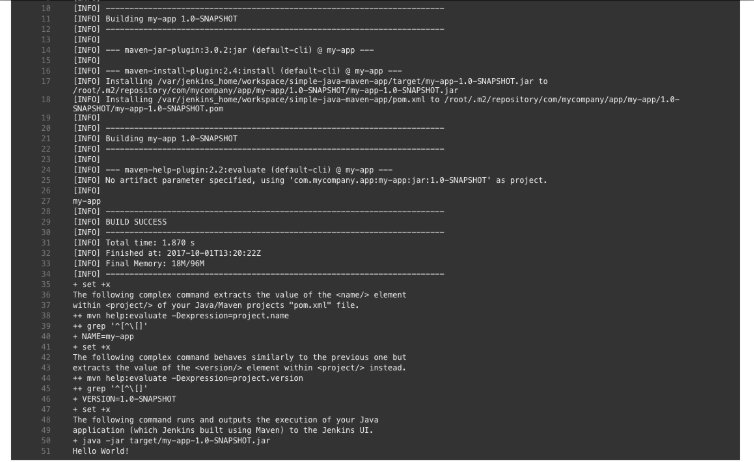 10 [INFO] ------------------------------------------------------------------------
11 [INFO] Building my-app 1.0-SNAPSHOT
12 [INFO] ------------------------------------------------------------------------
13 [INFO]
14 [INFO] --- maven-jar-plugin:3.0.2:jar (default-cli) @ my-app ---
15 [INFO]
16 [INFO] --- maven-install-plugin:2.4:install (default-cli) @ my-app ---
17 [INFO] Installing /var/jenkins_home/workspace/simple-java-maven-app/target/my-app-1.0-SNAPSHOT.jar to
/root/.m2/repository/com/mycompany/app/my-app/1.0-SNAPSHOT/my-app-1.0-SNAPSHOT.jar
18 [INFO] Installing /var/jenkins_home/workspace/simple-java-maven-app/pom.xml to /root/.m2/repository/com/mycompany/app/my-app/1.0-
SNAPSHOT/my-app-1.0-SNAPSHOT.pom
19 [INFO]
20 [INFO] ------------------------------------------------------------------------
21 [INFO] Building my-app 1.0-SNAPSHOT
22 [INFO] ------------------------------------------------------------------------
23 [INFO]
24 [INFO] --- maven-help-plugin:2.2:evaluate (default-cli) @ my-app ---
25 [INFO] No artifact parameter specified, using 'com.mycompany.app:my-app:jar:1.0-SNAPSHOT' as project.
26 [INFO]
27 my-app
28 [INFO] ------------------------------------------------------------------------
29 [INFO] BUILD SUCCESS
30 [INFO] ------------------------------------------------------------------------
31 [INFO] Total time: 1.870 s
32 [INFO] Finished at: 2017-10-01T13:20:22Z
33 [INFO] Final Memory: 18M/96M
34 [INFO] ------------------------------------------------------------------------
35 + set +x
36 The following complex command extracts the value of the <name/> element
37 within <project/> of your Java/Maven projects "pom.xml" file.
38 ++ mvn help:evaluate -Dexpression=project.name
39 ++ grep '^[^\[]'
40 + NAME=my-app
41 + set +x
42 The following complex command behaves similarly to the previous one but
43 extracts the value of the <version/> element within <project/> instead.
44 ++ mvn help:evaluate -Dexpression=project.version
45 ++ grep '^[^\[]'
46 + VERSION=1.0-SNAPSHOT
47 + set +x
48 The following command runs and outputs the execution of your Java
49 application (which Jenkins built using Maven) to the Jenkins UI.
50 + java -jar target/my-app-1.0-SNAPSHOT.jar
51 Hello World!